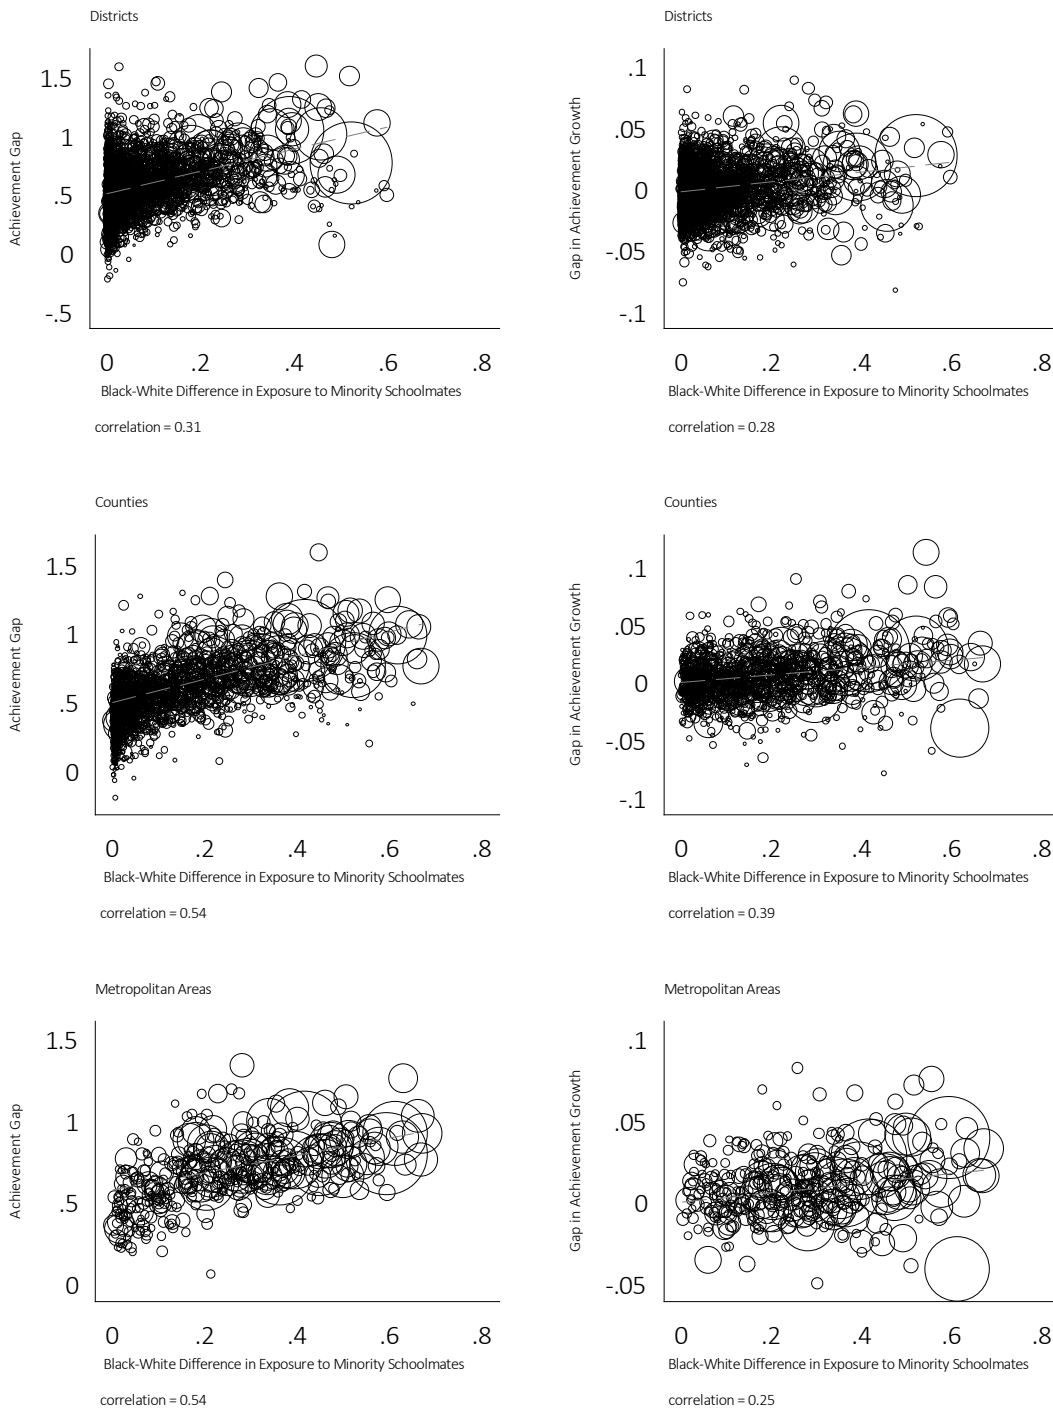 Districts
Achievement Gap
1.5
1
.5
0
-.5
0 .2 .4 .6 .8
Black-White Difference in Exposure to Minority Schoolmates
correlation = 0.31
Districts
Gap in Achievement Growth
.1
.05
0
-.05
-.1
0 .2 .4 .6 .8
Black-White Difference in Exposure to Minority Schoolmates
correlation = 0.28
Counties
Achievement Gap
1.5
1
.5
0
0 .2 .4 .6 .8
Black-White Difference in Exposure to Minority Schoolmates
correlation = 0.54
Counties
Gap in Achievement Growth
.1
.05
0
-.05
-.1
0 .2 .4 .6 .8
Black-White Difference in Exposure to Minority Schoolmates
correlation = 0.39
Metropolitan Areas
Achievement Gap
1.5
1
.5
0
0 .2 .4 .6 .8
Black-White Difference in Exposure to Minority Schoolmates
correlation = 0.54
Metropolitan Areas
Gap in Achievement Growth
.1
.05
0
-.05
0 .2 .4 .6 .8
Black-White Difference in Exposure to Minority Schoolmates
correlation = 0.25